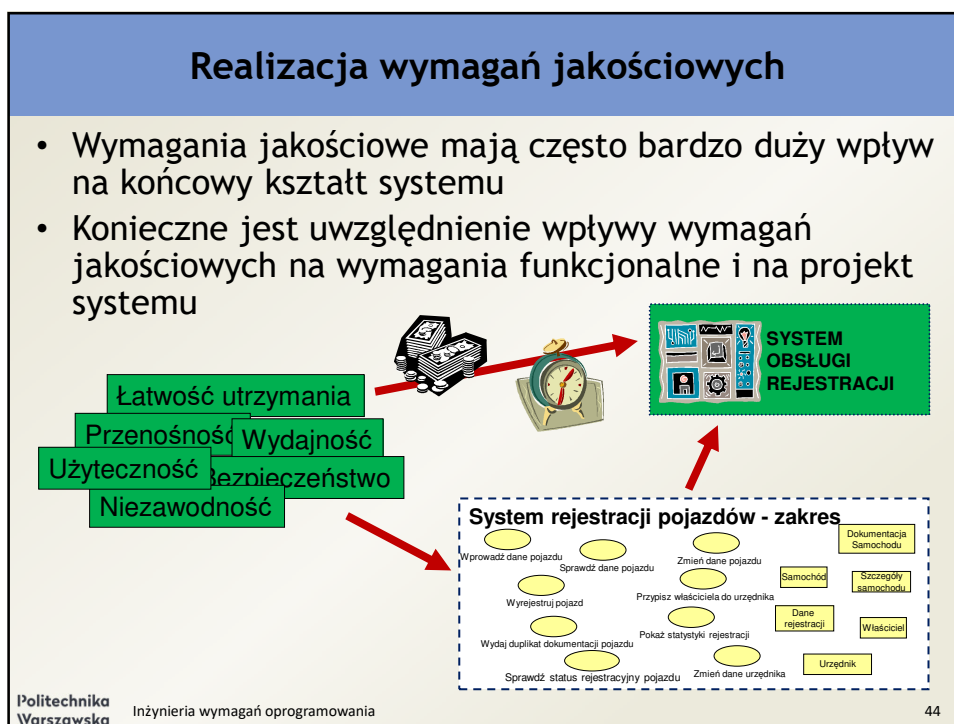 Realizacja wymagań jakościowych
• Wymagania jakościowe mają często bardzo duży wpływ
na końcowy kształt systemu
• Konieczne jest uwzględnienie wpływy wymagań
jakościowych na wymagania funkcjonalne i na projekt
systemu
SYSTEM
OBSŁUGI
REJESTRACJI
Łatwość utrzymania
Przenośność
Wydajność
Użyteczność
Bezpieczeństwo
Niezawodność
System rejestracji pojazdów - zakres
Wprowadź dane pojazdu
Sprawdź dane pojazdu
Zmień dane pojazdu
Dokumentacja
Samochodu
Wyrejestruj pojazd
Przypisz właściciela do urzędnika
Samochód
Szczegóły
samochodu
Wydaj duplikat dokumentacji pojazdu
Pokaż statystyki rejestracji
Dane
rejestracji
Właściciel
Sprawdź status rejestracyjny pojazdu
Zmień dane urzędnika
Urzędnik
Politechnika
Warszawska
Inżynieria wymagań oprogramowania
44